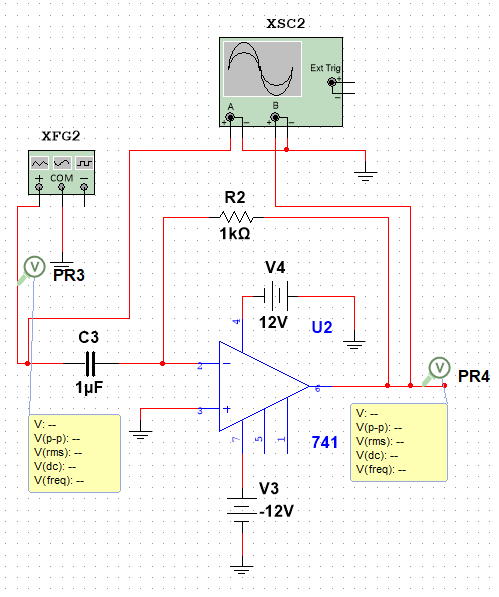 XSC2
Ext Trig
+
−
A
B
+ − + −
XFG2
+ COM −
R2
1kΩ
PR3
V
V4
12V
U2
4
C3
1µF
2
−
3
+
6
7
5
1
741
V
PR4
V: --
V(p-p): --
V(rms): --
V(dc): --
V(freq): --
V: --
V(p-p): --
V(rms): --
V(dc): --
V(freq): --
V3
-12V